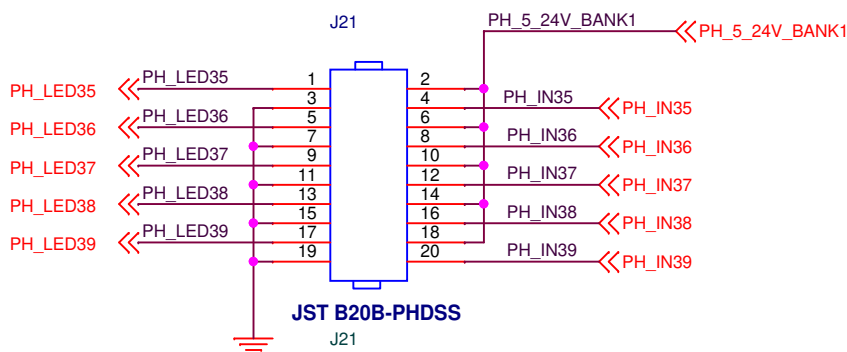 J21
PH_5_24V_BANK1
PH_5_24V_BANK1
PH_LED35
PH_LED35
1
2
3
4
PH_IN35
PH_IN35
PH_LED36
PH_LED36
5
6
7
8
PH_IN36
PH_IN36
PH_LED37
PH_LED37
9
10
11
12
PH_IN37
PH_IN37
PH_LED38
PH_LED38
13
14
15
16
PH_IN38
PH_IN38
PH_LED39
PH_LED39
17
18
19
20
PH_IN39
PH_IN39
JST B20B-PHDSS
J21